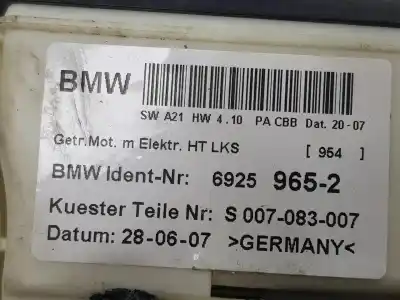 BMW
SW A21 HW 4.10 PA CBB Dat. 20-07
Getr.Mot. m Elektr. HT LKS [ 954 ]
BMW Ident-Nr: 6925 965-2
Kuester Teile Nr: S 007-083-007
Datum: 28-06-07 >GERMANY<